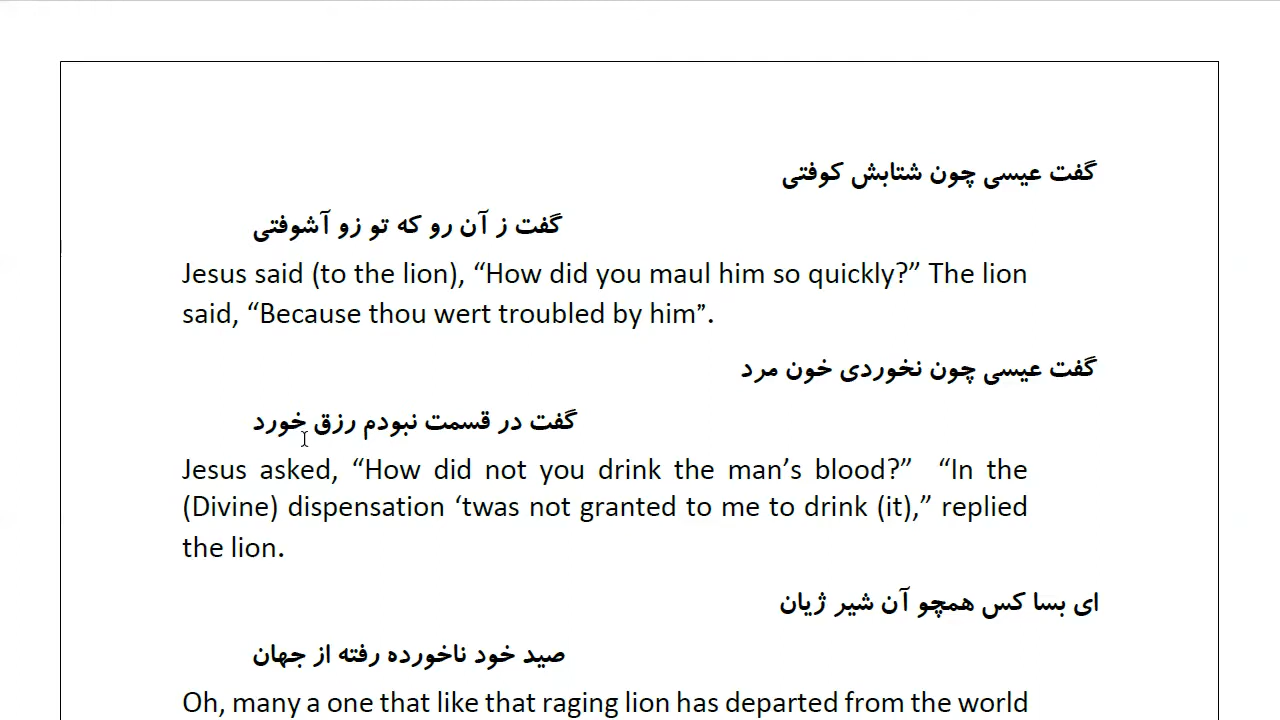 گفت عیسی چون شتابش کوفتی
گفت ز آن رو که تو زو آشوفتی
Jesus said (to the lion), “How did you maul him so quickly?” The lion
said, “Because thou wert troubled by him”.
گفت عیسی چون نخوردی خون مرد
گفت در قسمت نبودم رزق خورد
Jesus asked, “How did not you drink the man’s blood?” “In the
(Divine) dispensation ‘twas not granted to me to drink (it),” replied
the lion.
ای بسا کس همچو آن شیر ژیان
صید خود ناخورده رفته از جهان
Oh, many a one that like that raging lion has departed from the world